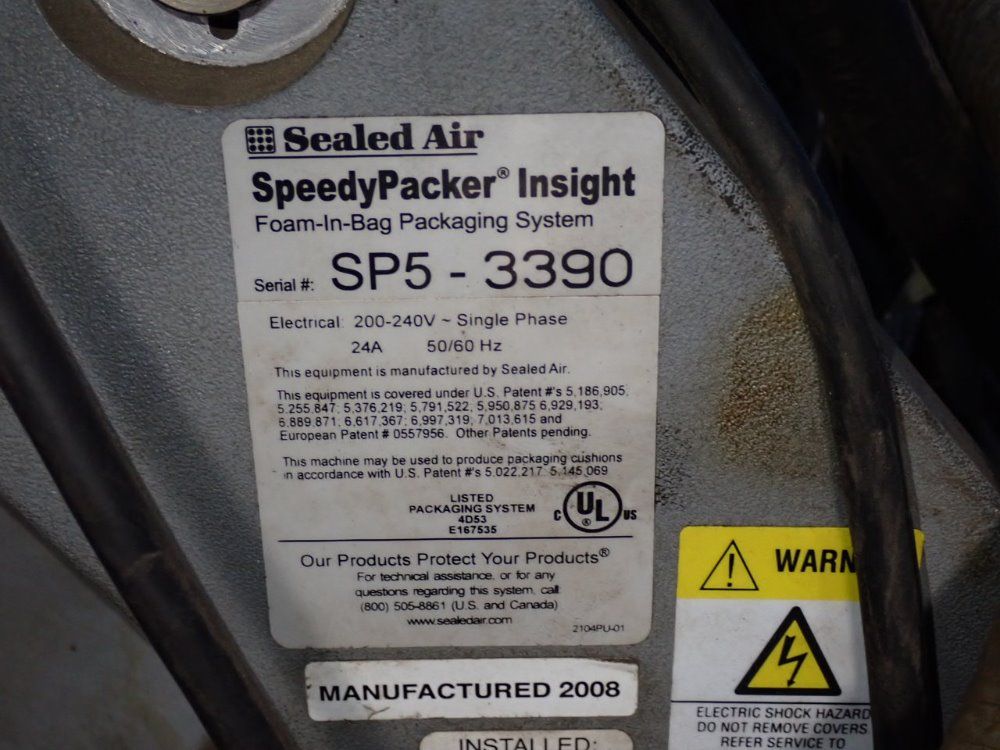 Sealed Air
SpeedyPacker® Insight
Foam-In-Bag Packaging System
Serial #: SP5 - 3390
Electrical: 200-240V ~ Single Phase
24A 50/60 Hz
This equipment is manufactured by Sealed Air.
This equipment is covered under U.S. Patent #'s 5,186,905;
5,255,847; 5,376,219; 5,791,522; 5,950,875 6,929,193;
6,889,871; 6,617,367; 6,997,319; 7,013,615 and
European Patent # 0557956. Other Patents pending.
This machine may be used to produce packaging cushions
in accordance with U.S. Patent #'s 5,022,217 5,145,069
LISTED
PACKAGING SYSTEM
4D53
E167535
C UL® US
Our Products Protect Your Products®
For technical assistance, or for any
questions regarding this system, call:
(800) 505-8861 (U.S. and Canada)
www.sealedair.com
2104PU-01
MANUFACTURED 2008
INSTALLED:
WARN
ELECTRIC SHOCK HAZARD
DO NOT REMOVE COVERS
REFER SERVICE TO